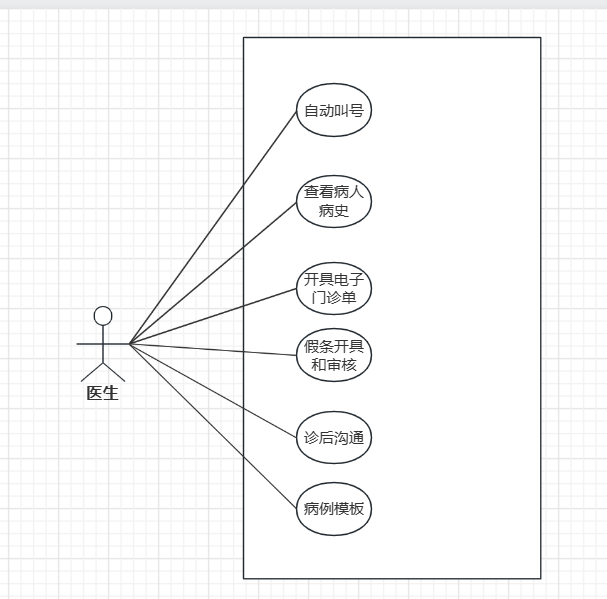 自动叫号
查看病人
病史
开具电子
门诊单
假条开具
和审核
医生
诊后沟通
病例模板